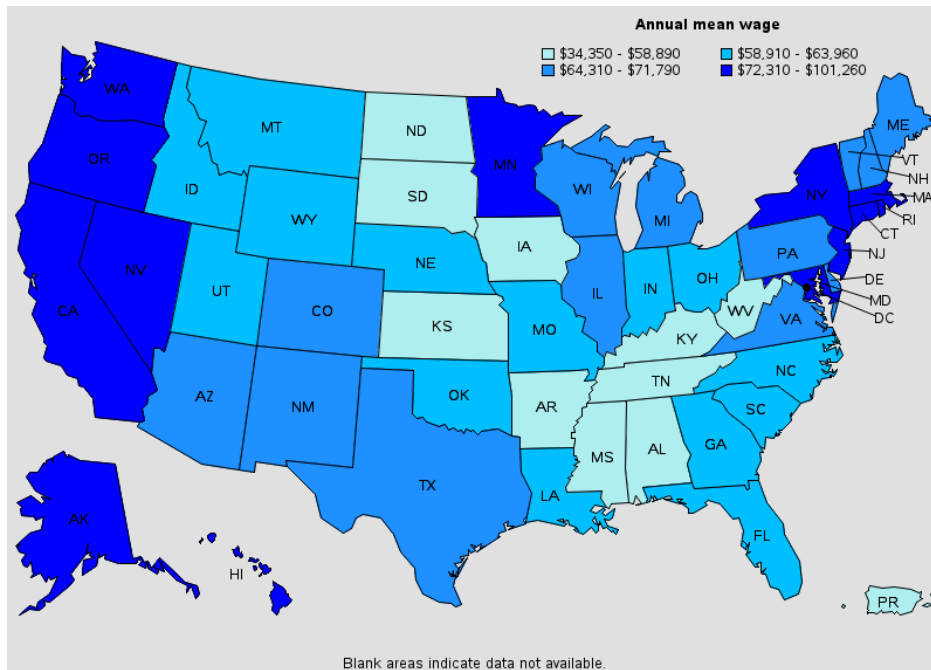 Annual mean wage
$34,350 - $58,890 $58,910 - $63,960
$64,310 - $71,790 $72,310 - $101,260
WA
MT
ND
MN
ME
OR
ID
SD
WI
VT
NH
MA
NY
MI
RI
CT
WY
IA
PA
NJ
NE
DE
NV
UT
IL
IN
OH
MD
CA
CO
KS
MO
WV
VA
DC
KY
NC
TN
AZ
NM
OK
AR
SC
MS
AL
GA
TX
LA
FL
AK
HI
PR
Blank areas indicate data not available.